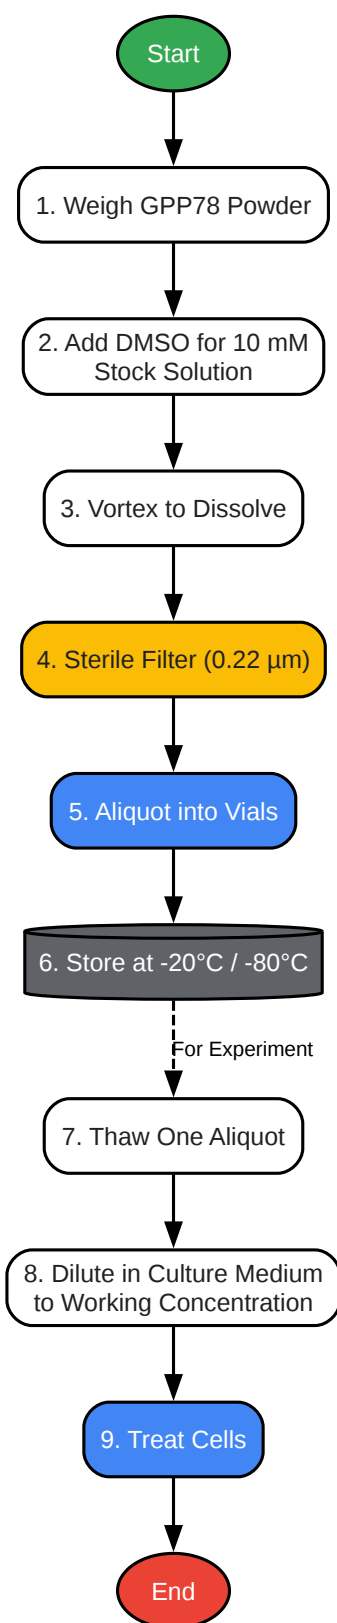 Start
1. Weigh GPP78 Powder
2. Add DMSO for 10 mM
Stock Solution
3. Vortex to Dissolve
4. Sterile Filter (0.22 µm)
5. Aliquot into Vials
6. Store at -20°C / -80°C
For Experiment
7. Thaw One Aliquot
8. Dilute in Culture Medium
to Working Concentration
9. Treat Cells
End